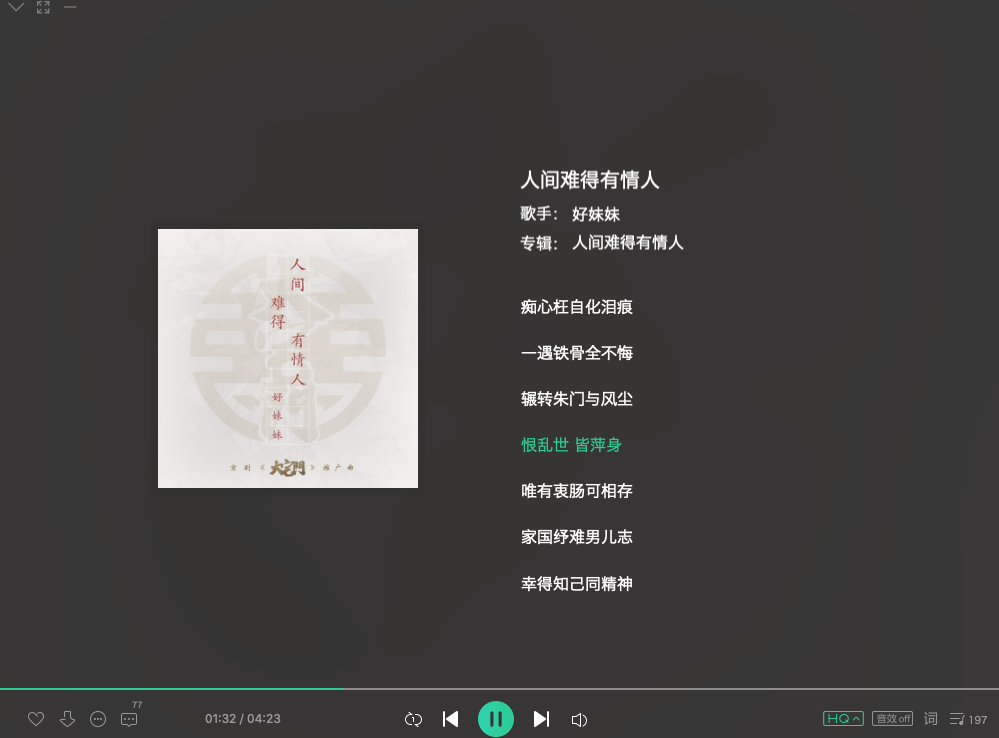 人间难得有情人
歌手： 好妹妹
专辑： 人间难得有情人
人间
难得
有情人
好妹妹
京剧《大宅門》推广曲
痴心枉自化泪痕
一遇铁骨全不悔
辗转朱门与风尘
恨乱世 皆萍身
唯有衷肠可相存
家国纾难男儿志
幸得知己同精神
77
01:32 / 04:23
1
HQ
音效 off
词
197